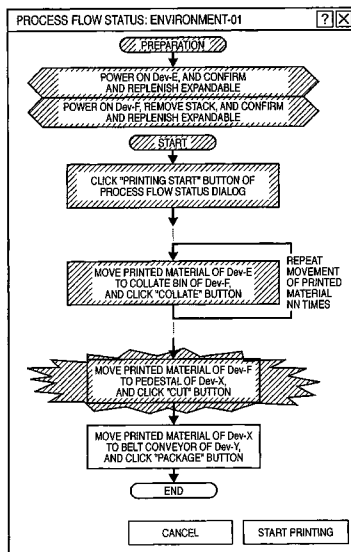 PROCESS FLOW STATUS: ENVIRONMENT-01
? X
PREPARATION
POWER ON Dev-E, AND CONFIRM
AND REPLENISH EXPANDABLE
POWER ON Dev-F, REMOVE STACK, AND CONFIRM
AND REPLENISH EXPANDABLE
START
CLICK "PRINTING START" BUTTON OF
PROCESS FLOW STATUS DIALOG
MOVE PRINTED MATERIAL OF Dev-E
TO COLLATE BIN OF Dev-F,
AND CLICK "COLLATE" BUTTON
REPEAT
MOVEMENT
OF PRINTED
MATERIAL
NN TIMES
MOVE PRINTED MATERIAL OF Dev-F
TO PEDESTAL OF Dev-X,
AND CLICK "CUT" BUTTON
MOVE PRINTED MATERIAL OF Dev-X
TO BELT CONVEYOR OF Dev-Y,
AND CLICK "PACKAGE" BUTTON
END
CANCEL
START PRINTING